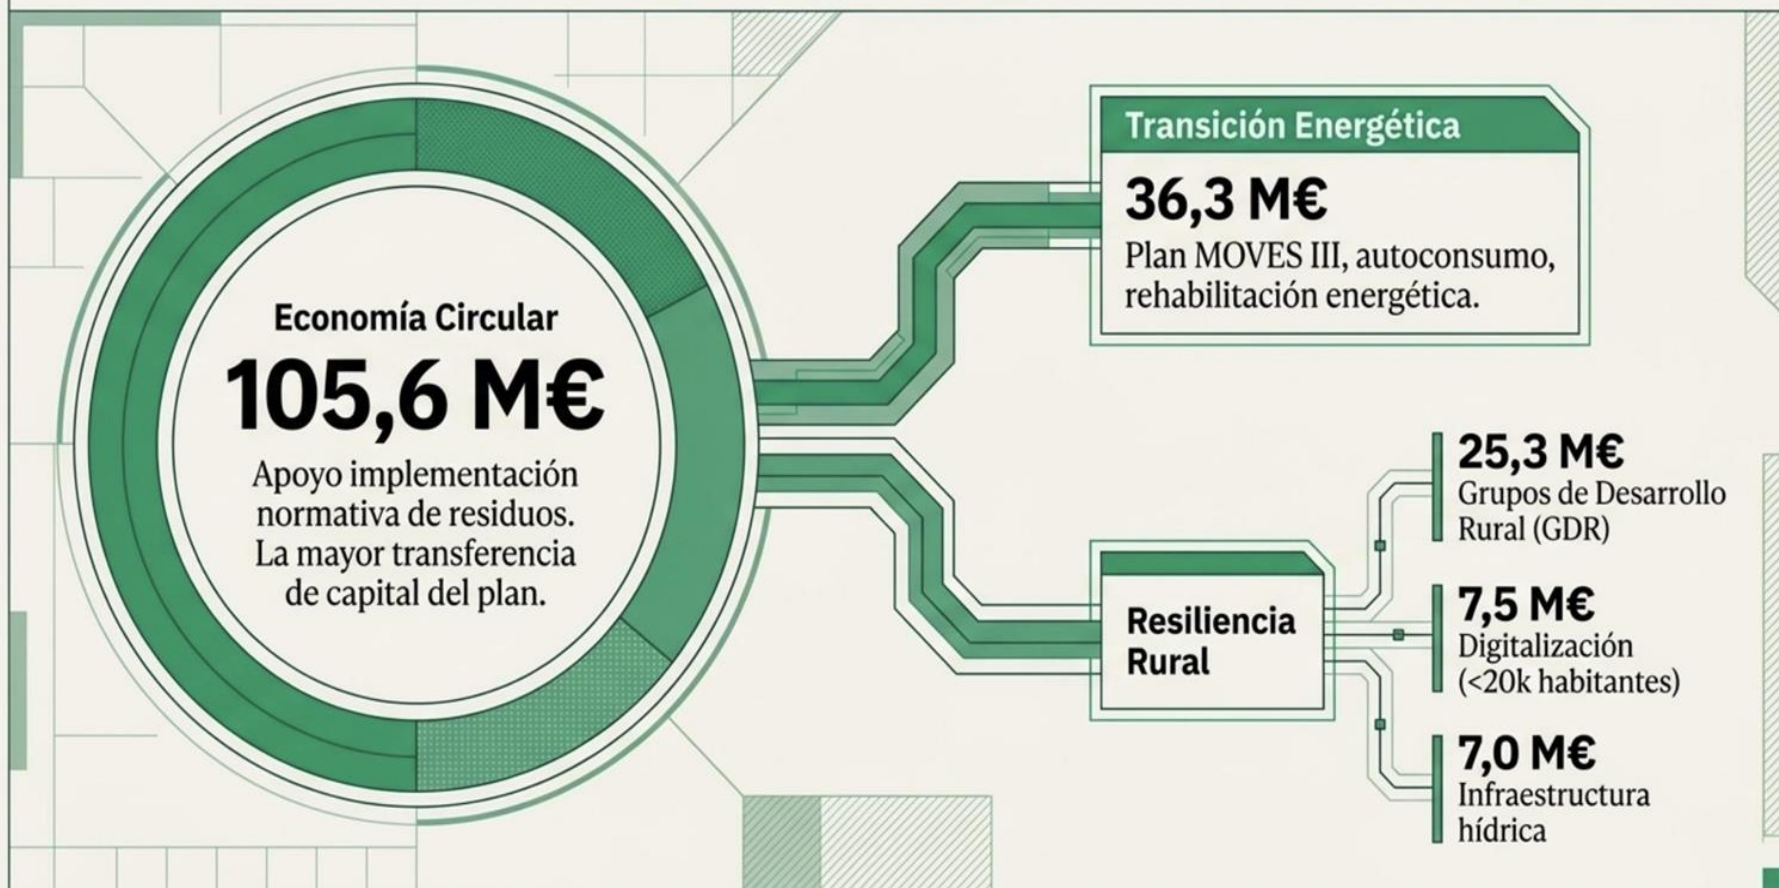 Economía Circular
105,6 M€
Apoyo implementación
normativa de residuos.
La mayor transferencia
de capital del plan.
Transición Energética
36,3 M€
Plan MOVES III, autoconsumo,
rehabilitación energética.
Resiliencia
Rural
25,3 M€
Grupos de Desarrollo
Rural (GDR)
7,5 M€
Digitalización
(<20k habitantes)
7,0 M€
Infraestructura
hídrica